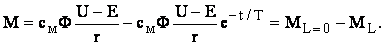 M = c_M Φ (U − E)/r − c_M Φ (U − E)/r e^(−t/T) = M_(L=0) − M_L.